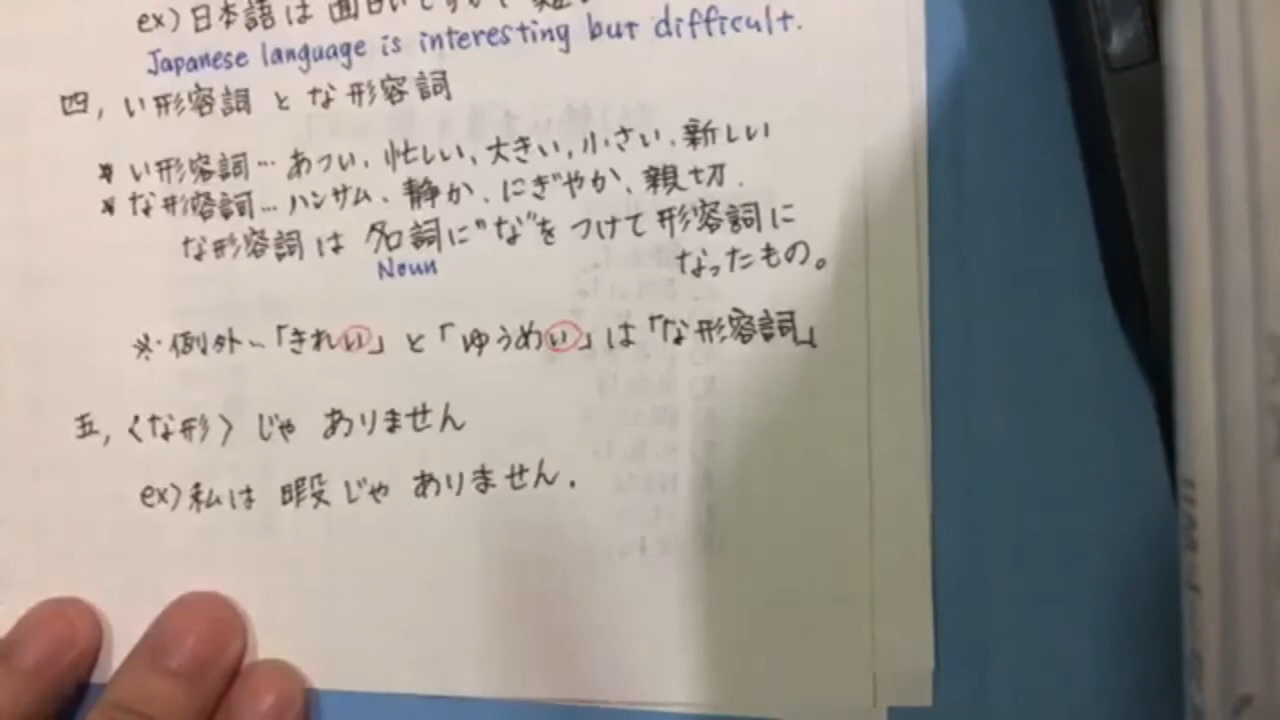 ex) 日本語は 面白いですが、
Japanese language is interesting but difficult.
四, い形容詞 と な形容詞
* い形容詞… あつい、忙しい、大きい、小さい、新しい
* な形容詞… ハンサム、静か、にぎやか、親切.
な形容詞は 名詞に"な"をつけて形容詞に
Noun
なったもの。
※ 例外~「きれい」と「ゆうめい」は「な形容詞」
五, 〈な形〉じゃ ありません
ex) 私は 暇じゃ ありません.